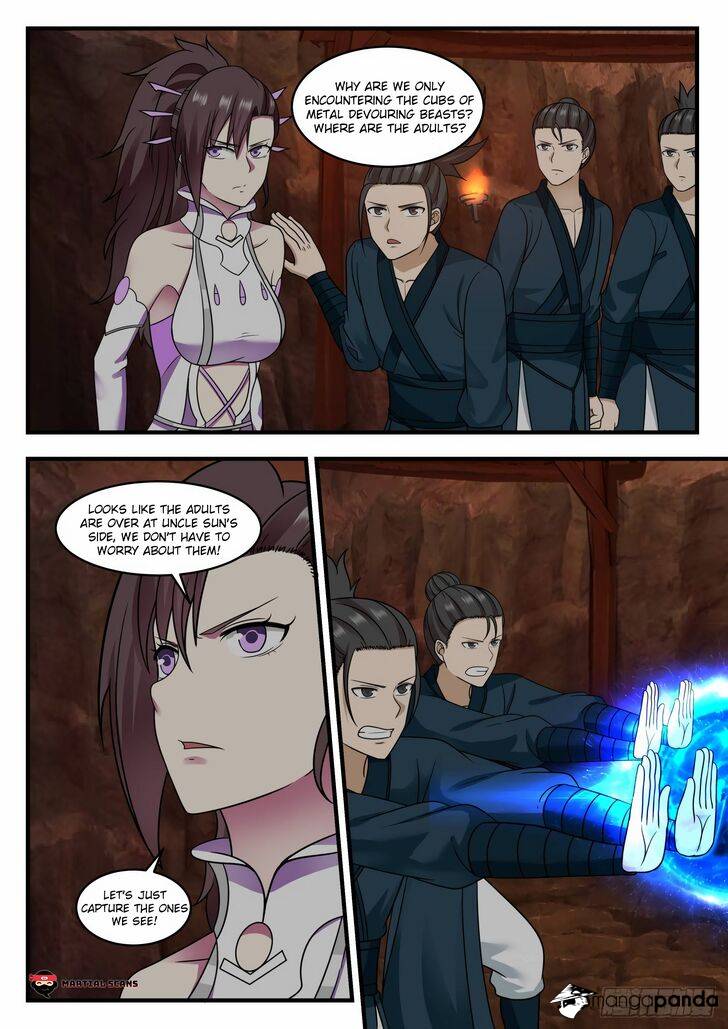 WHY ARE WE ONLY
ENCOUNTERING THE CUBS OF
METAL DEVOURING BEASTS?
WHERE ARE THE ADULTS?
LOOKS LIKE THE ADULTS
ARE OVER AT UNCLE SUN'S
SIDE, WE DON'T HAVE TO
WORRY ABOUT THEM!
LET'S JUST
CAPTURE THE ONES
WE SEE!
MARTIAL SCANS
mangapanda